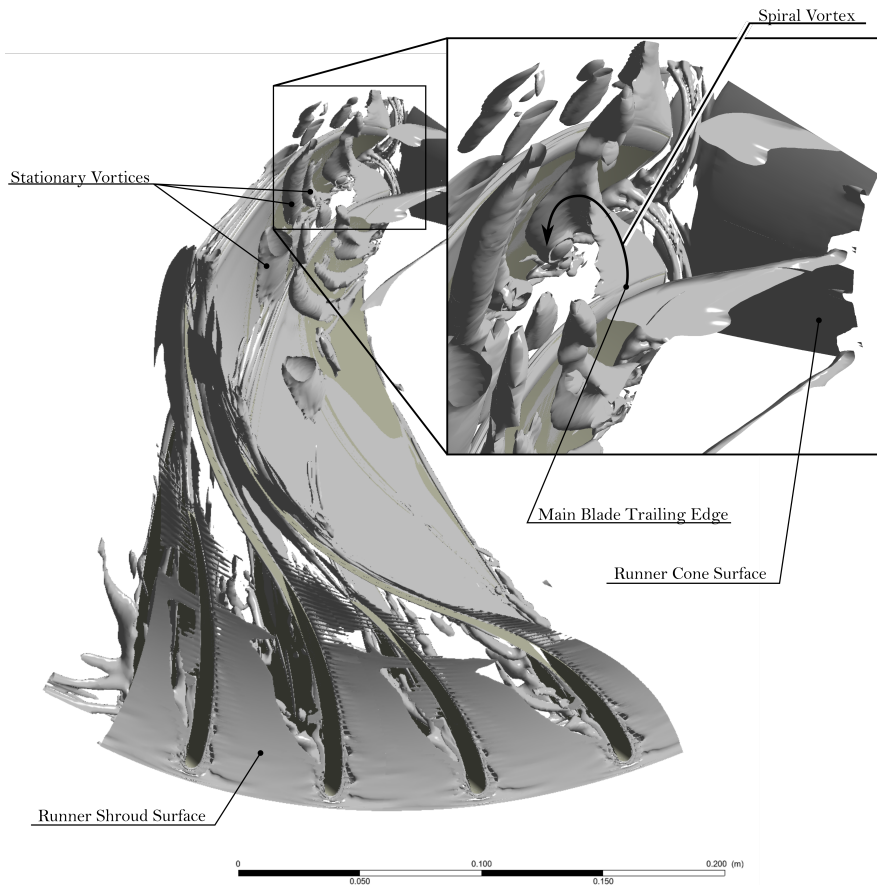 Spiral Vortex
Stationary Vortices
Main Blade Trailing Edge
Runner Cone Surface
Runner Shroud Surface
0 0.100 0.200 (m)
0.050 0.150